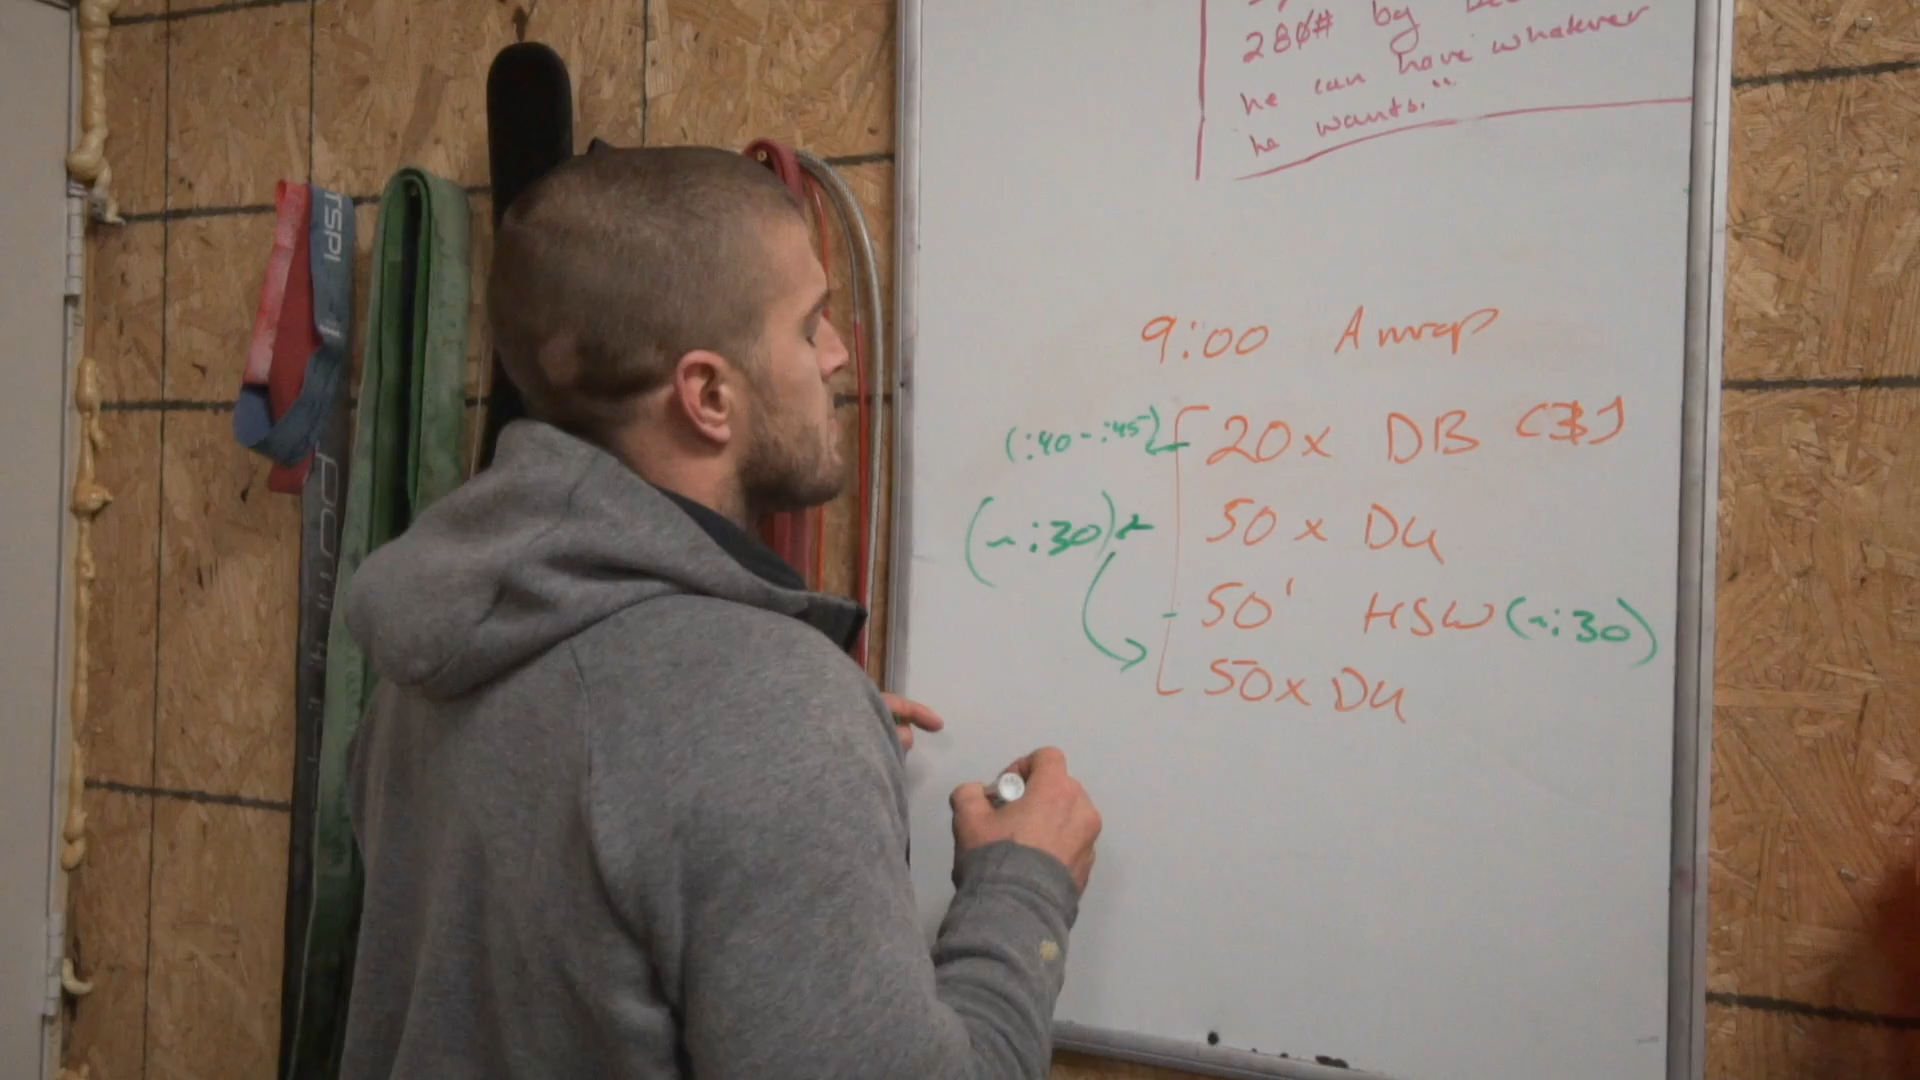 280# by
he can have whatever
he wants."
9:00 Amrap
(:40-:45) 20x DB
(~:30) 50x Du
50' HSW (~:30)
50x Du
TSPI